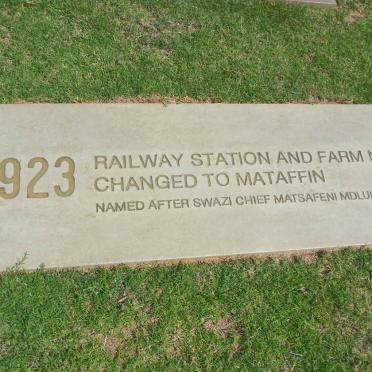 923
RAILWAY STATION AND FARM
CHANGED TO MATAFFIN
NAMED AFTER SWAZI CHIEF MATSAFENI